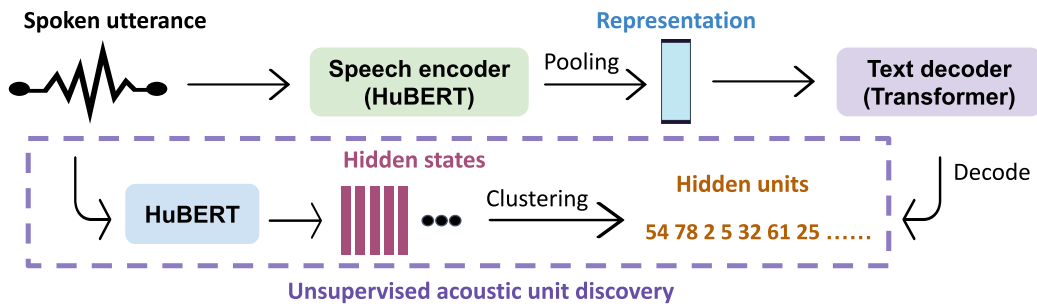 Spoken utterance
Speech encoder
(HuBERT)
Pooling
Representation
Text decoder
(Transformer)
HuBERT
Hidden states
Clustering
Hidden units
54 78 2 5 32 61 25 ......
Decode
Unsupervised acoustic unit discovery